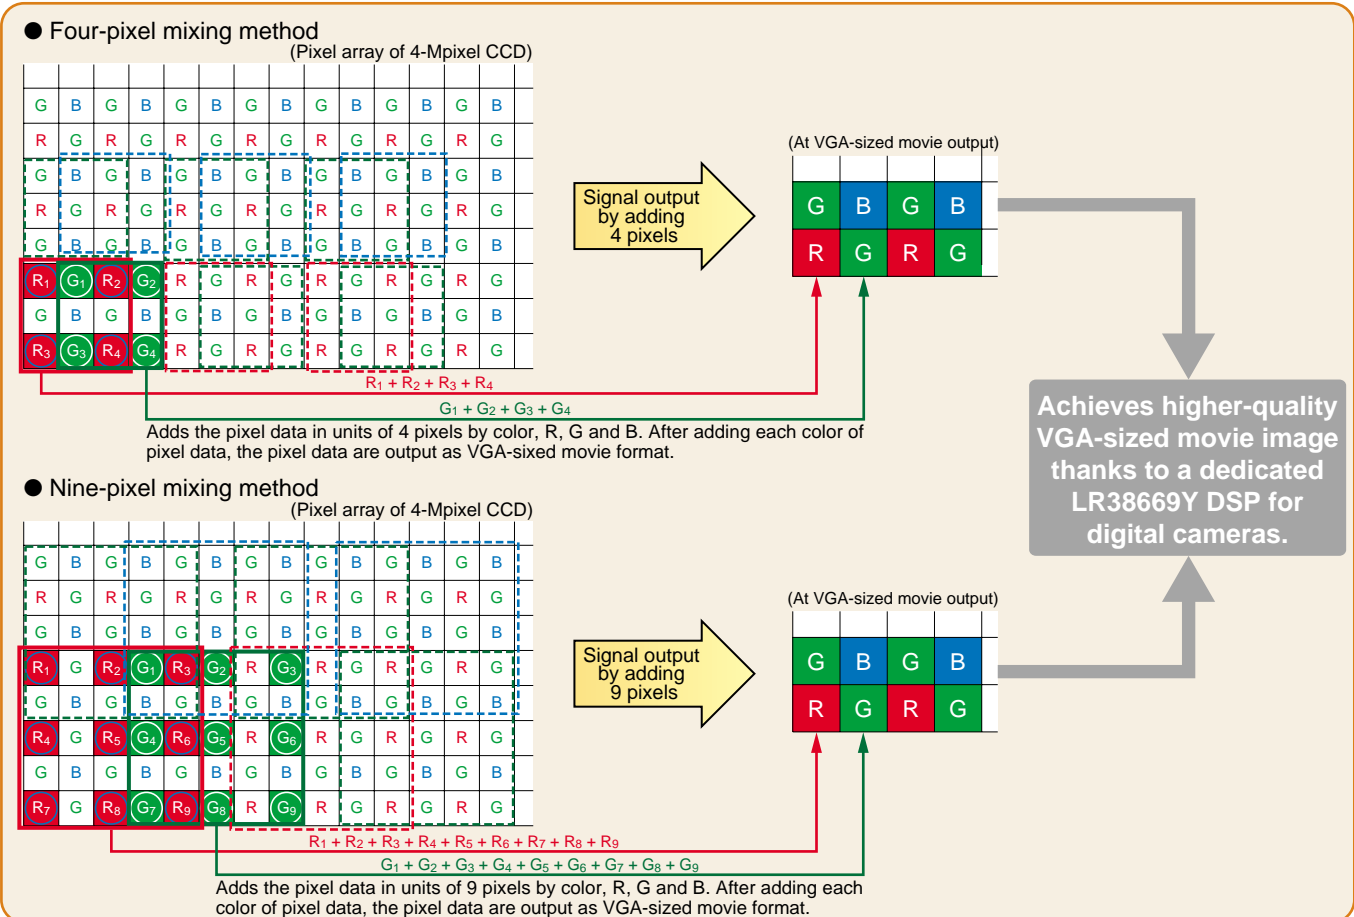 ● Four-pixel mixing method
(Pixel array of 4-Mpixel CCD)
G B G B G B G B G B G B G B
R G R G R G R G R G R G R G
G B G B G B G B G B G B G B
R G R G R G R G R G R G R G
G B G B G B G B G B G B G B
R1 G1 R2 G2 R G R G R G R G R G
G B G B G B G B G B G B G B
R3 G3 R4 G4 R G R G R G R G R G
R1 + R2 + R3 + R4
G1 + G2 + G3 + G4
Adds the pixel data in units of 4 pixels by color, R, G and B. After adding each color of
pixel data, the pixel data are output as VGA-sixed movie format.
Signal output
by adding
4 pixels
(At VGA-sized movie output)
G B G B
R G R G
● Nine-pixel mixing method
(Pixel array of 4-Mpixel CCD)
G B G B G B G B G B G B G B
R G R G R G R G R G R G R G
G B G B G B G B G B G B G B
R1 G R2 G1 R3 G2 R G3 R G R G R G
G B G B G B G B G B G B G B
R4 G R5 G4 R6 G5 R G6 R G R G R G
G B G B G B G B G B G B G B
R7 G R8 G7 R9 G8 R G9 R G R G R G
R1 + R2 + R3 + R4 + R5 + R6 + R7 + R8 + R9
G1 + G2 + G3 + G4 + G5 + G6 + G7 + G8 + G9
Adds the pixel data in units of 9 pixels by color, R, G and B. After adding each
color of pixel data, the pixel data are output as VGA-sized movie format.
Signal output
by adding
9 pixels
(At VGA-sized movie output)
G B G B
R G R G
Achieves higher-quality
VGA-sized movie image
thanks to a dedicated
LR38669Y DSP for
digital cameras.